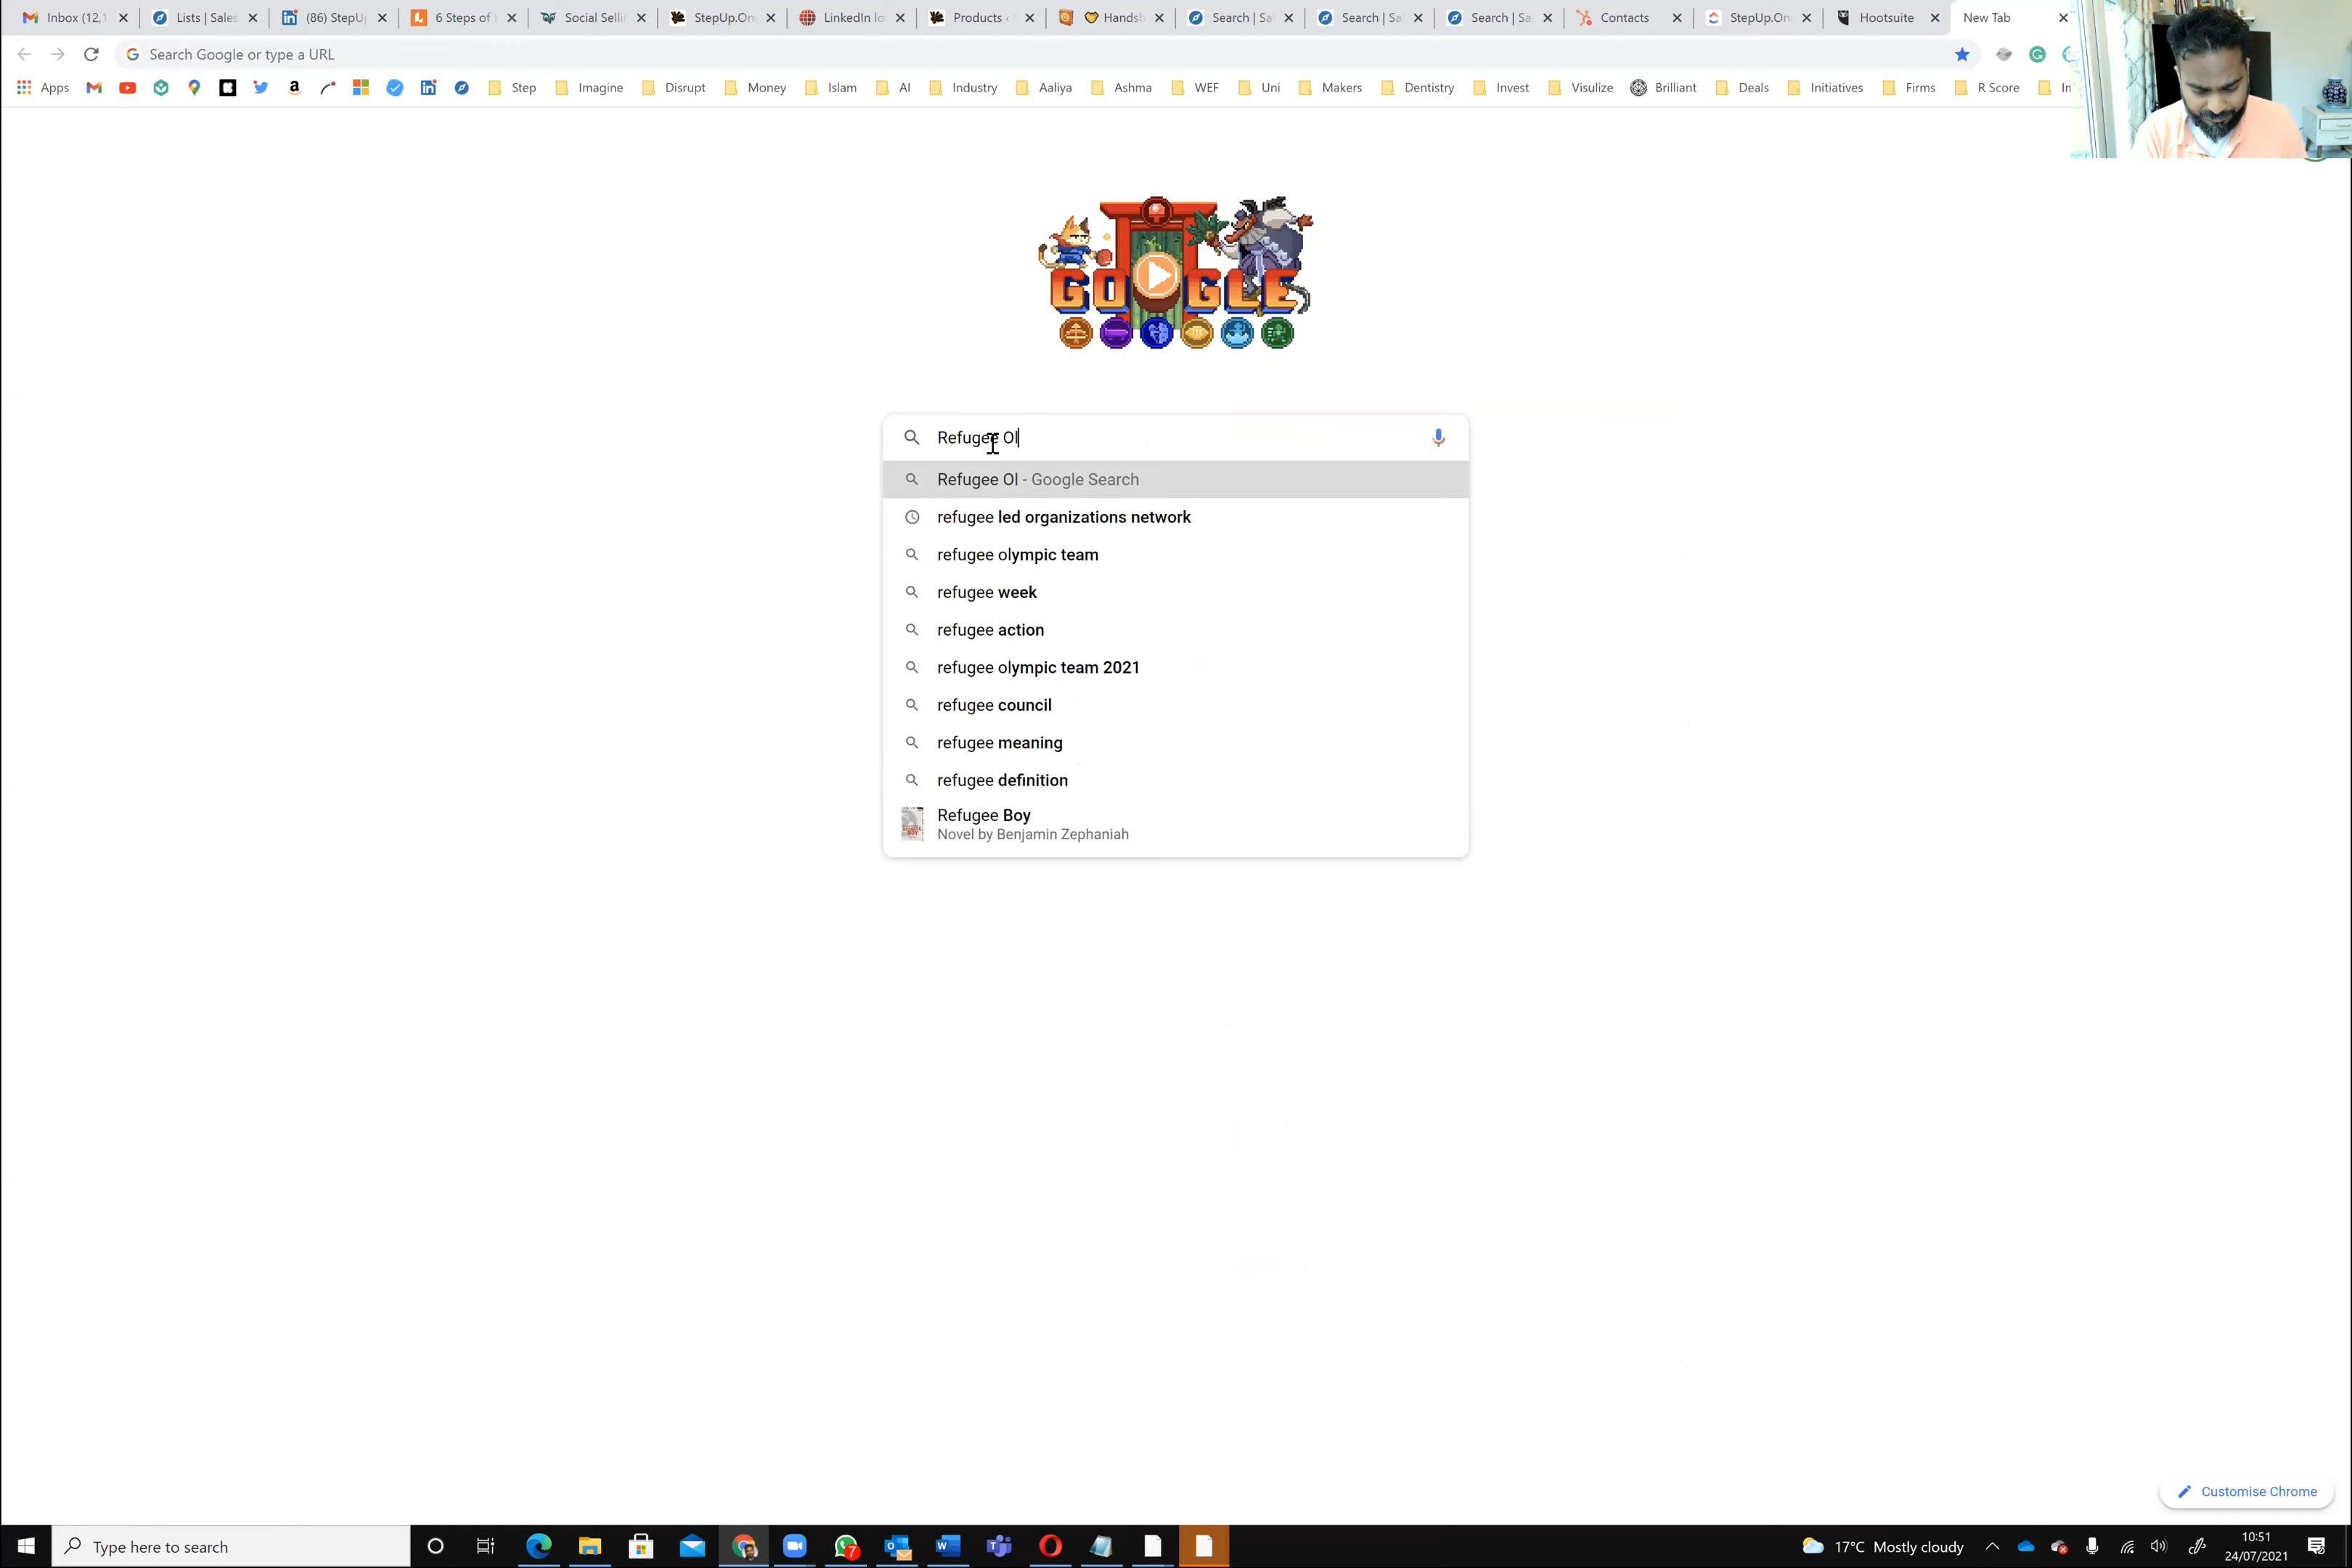 Inbox (12,1
Lists | Sales
(86) StepU
6 Steps of
Social Selli
StepUp.On
LinkedIn
Products
Handsh
Search | Sa
Search | Sa
Search | Sa
Contacts
StepUp.On
Hootsuite
New Tab
Search Google or type a URL
Apps
Step
Imagine
Disrupt
Money
Islam
AI
Industry
Aaliya
Ashma
WEF
Uni
Makers
Dentistry
Invest
Visulize
Brilliant
Deals
Initiatives
Firms
R Score
In
GOOGLE
Refugee Ol
Refugee Ol - Google Search
refugee led organizations network
refugee olympic team
refugee week
refugee action
refugee olympic team 2021
refugee council
refugee meaning
refugee definition
Refugee Boy
Novel by Benjamin Zephaniah
Customise Chrome
Type here to search
7
17°C Mostly cloudy
10:51
24/07/2021